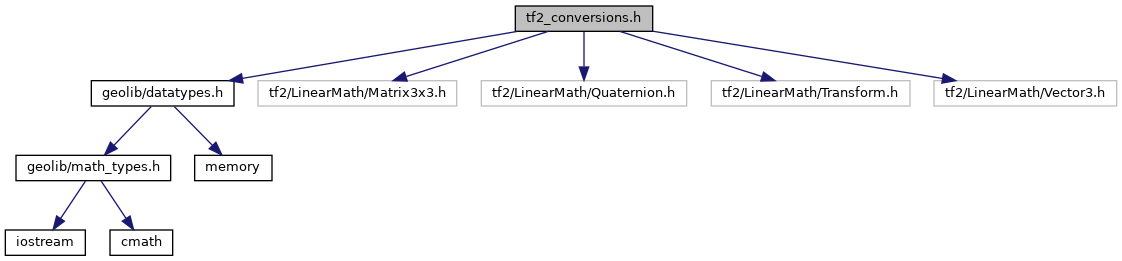 tf2_conversions.h
geolib/datatypes.h
tf2/LinearMath/Matrix3x3.h
tf2/LinearMath/Quaternion.h
tf2/LinearMath/Transform.h
tf2/LinearMath/Vector3.h
geolib/math_types.h
memory
iostream
cmath